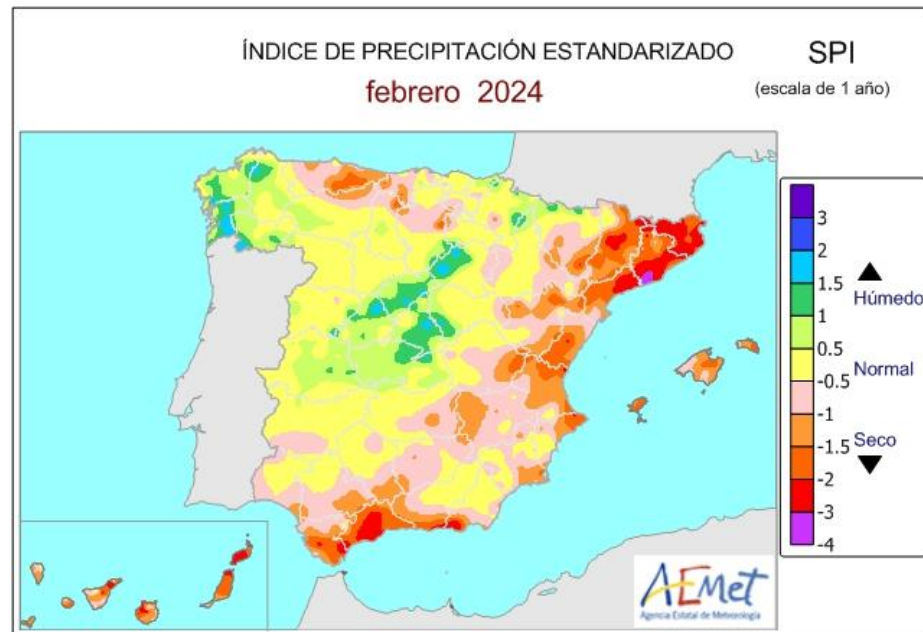 ÍNDICE DE PRECIPITACIÓN ESTANDARIZADO
SPI
febrero 2024
(escala de 1 año)
3
2
1.5
1
0.5
-0.5
-1
-1.5
-2
-3
-4
Húmedo
Normal
Seco
AEMet
Agencia Estatal de Meteorología